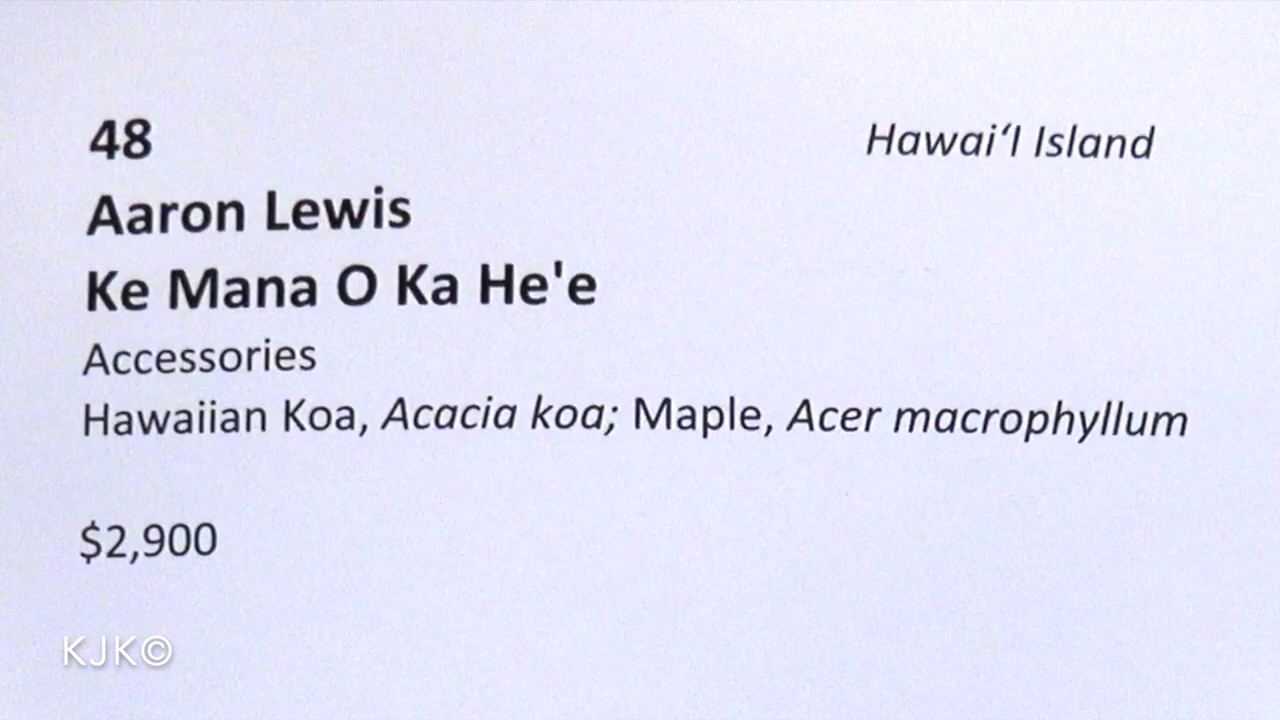 48
Hawai‘I Island
Aaron Lewis
Ke Mana O Ka He'e
Accessories
Hawaiian Koa, Acacia koa; Maple, Acer macrophyllum
$2,900
KJK©